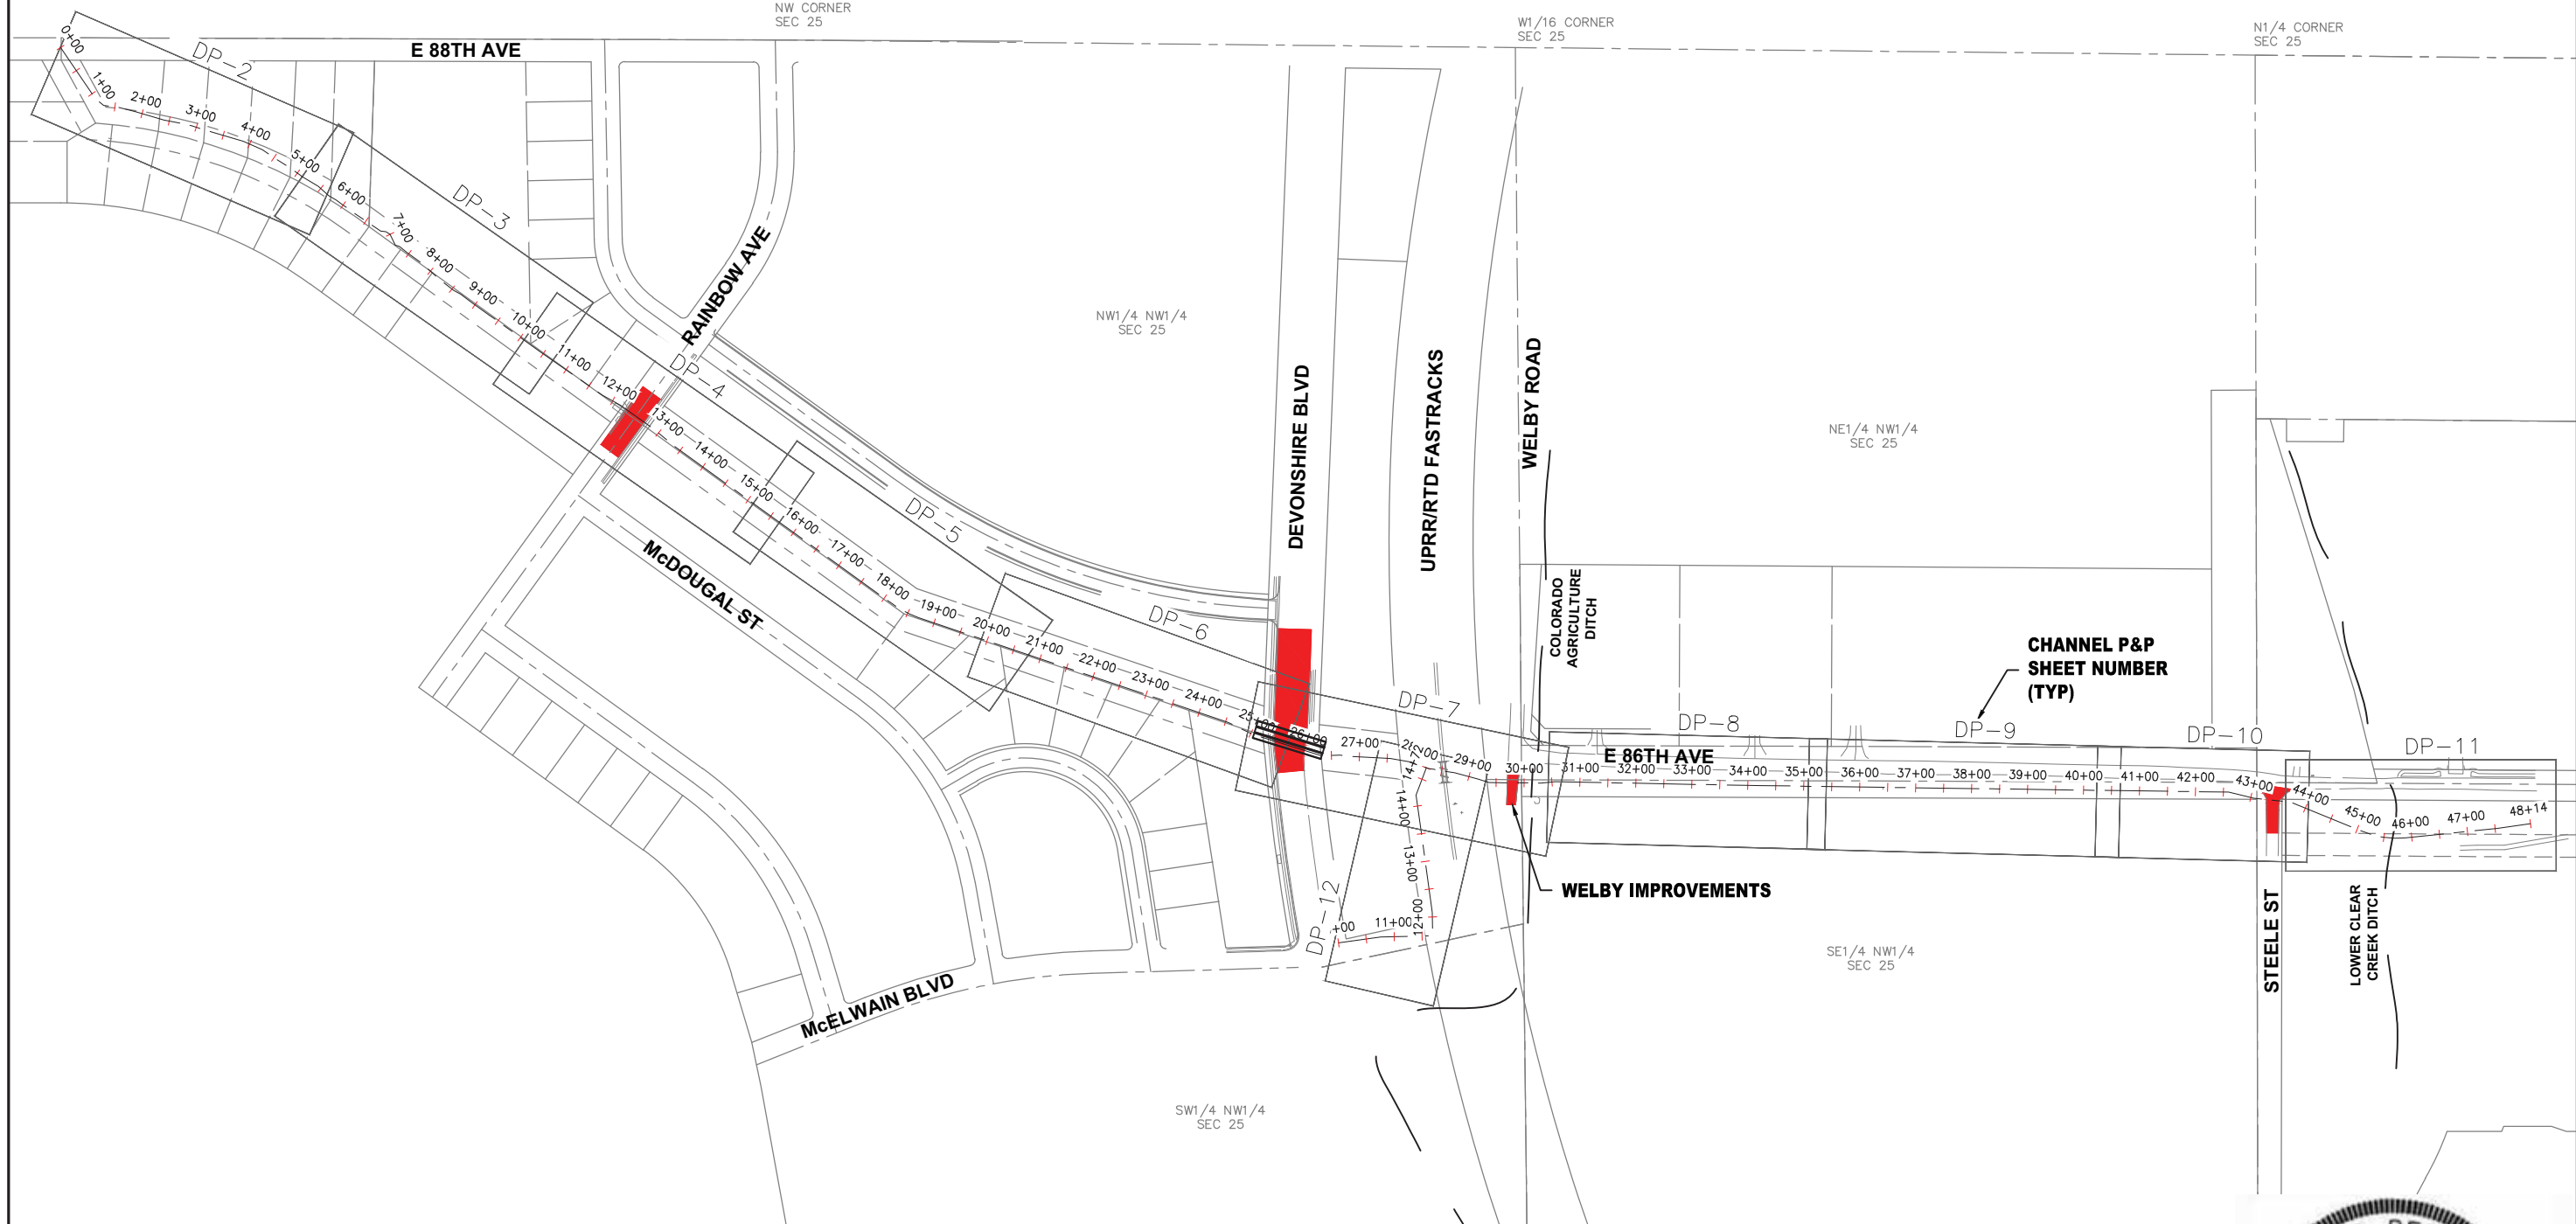 NW CORNER
SEC 25
W1/16 CORNER
SEC 25
N1/4 CORNER
SEC 25
E 88TH AVE
DP-2
0+00
1+00
2+00
3+00
4+00
5+00
6+00
7+00
8+00
9+00
10+00
11+00
12+00
13+00
14+00
15+00
16+00
17+00
18+00
19+00
20+00
21+00
22+00
23+00
24+00
25+00
26+00
27+00
28+00
29+00
30+00
31+00
32+00
33+00
34+00
35+00
36+00
37+00
38+00
39+00
40+00
41+00
42+00
43+00
44+00
45+00
46+00
47+00
48+14
DP-3
RAINBOW AVE
DP-4
DP-5
DP-6
DP-7
DP-8
DP-9
DP-10
DP-11
DP-12
NW1/4 NW1/4
SEC 25
NE1/4 NW1/4
SEC 25
DEVONSHIRE BLVD
UPRR/RTD FASTRACKS
WELBY ROAD
COLORADO
AGRICULTURE
DITCH
CHANNEL P&P
SHEET NUMBER
(TYP)
E 86TH AVE
McDOUGAL ST
McELWAIN BLVD
14+00
13+00
12+00
11+00
+00
WELBY IMPROVEMENTS
SE1/4 NW1/4
SEC 25
SW1/4 NW1/4
SEC 25
STEELE ST
LOWER CLEAR
CREEK DITCH